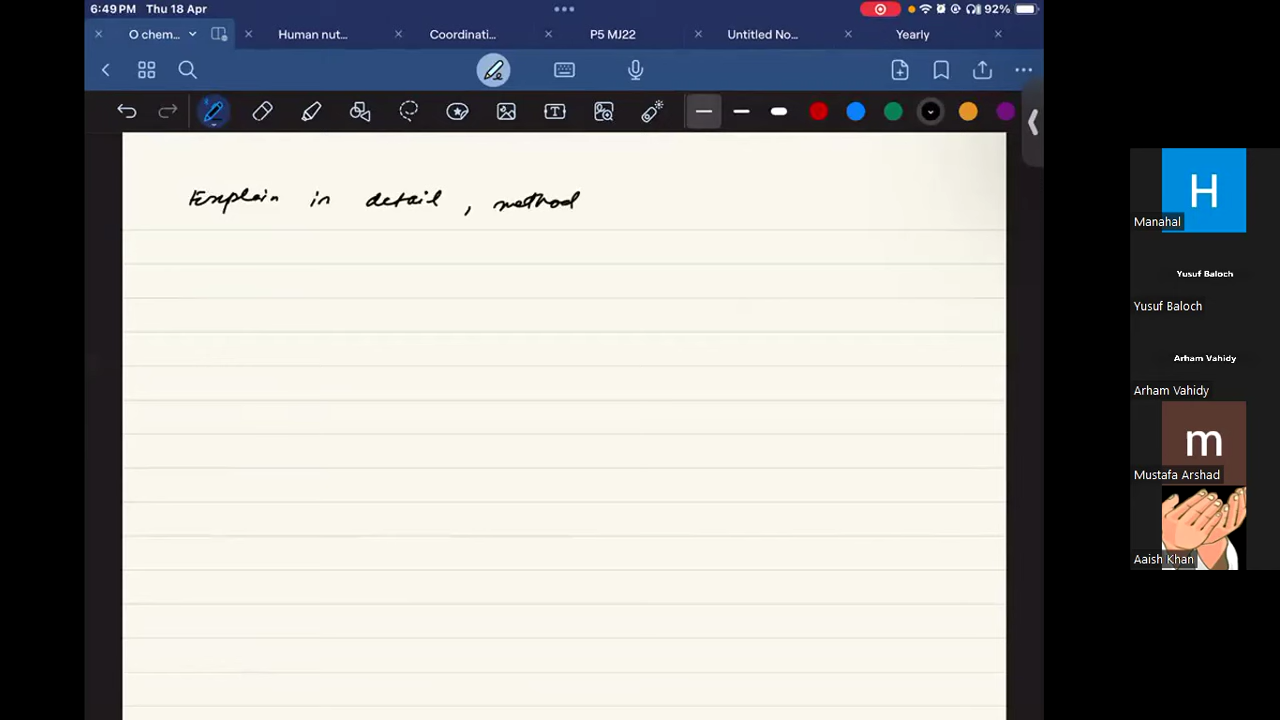 6:49 PM Thu 18 Apr 92%
O chem... Human nut... Coordinati... P5 MJ22 Untitled No... Yearly
T
Explain in detail, method
H
Manahal
Yusuf Baloch
Yusuf Baloch
Arham Vahidy
Arham Vahidy
m
Mustafa Arshad
Aaish Khan